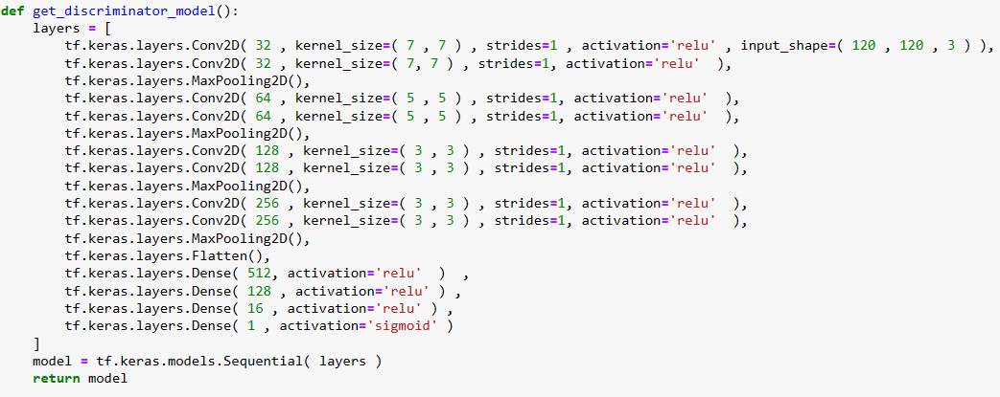 def get_discriminator_model():
    layers = [
        tf.keras.layers.Conv2D( 32 , kernel_size=( 7 , 7 ) , strides=1 , activation='relu' , input_shape=( 120 , 120 , 3 ) ),
        tf.keras.layers.Conv2D( 32 , kernel_size=( 7, 7 ) , strides=1, activation='relu'  ),
        tf.keras.layers.MaxPooling2D(),
        tf.keras.layers.Conv2D( 64 , kernel_size=( 5 , 5 ) , strides=1, activation='relu'  ),
        tf.keras.layers.Conv2D( 64 , kernel_size=( 5 , 5 ) , strides=1, activation='relu'  ),
        tf.keras.layers.MaxPooling2D(),
        tf.keras.layers.Conv2D( 128 , kernel_size=( 3 , 3 ) , strides=1, activation='relu'  ),
        tf.keras.layers.Conv2D( 128 , kernel_size=( 3 , 3 ) , strides=1, activation='relu'  ),
        tf.keras.layers.MaxPooling2D(),
        tf.keras.layers.Conv2D( 256 , kernel_size=( 3 , 3 ) , strides=1, activation='relu'  ),
        tf.keras.layers.Conv2D( 256 , kernel_size=( 3 , 3 ) , strides=1, activation='relu'  ),
        tf.keras.layers.MaxPooling2D(),
        tf.keras.layers.Flatten(),
        tf.keras.layers.Dense( 512, activation='relu'  )  ,
        tf.keras.layers.Dense( 128 , activation='relu' ) ,
        tf.keras.layers.Dense( 16 , activation='relu' ) ,
        tf.keras.layers.Dense( 1 , activation='sigmoid' )
    ]
    model = tf.keras.models.Sequential( layers )
    return model